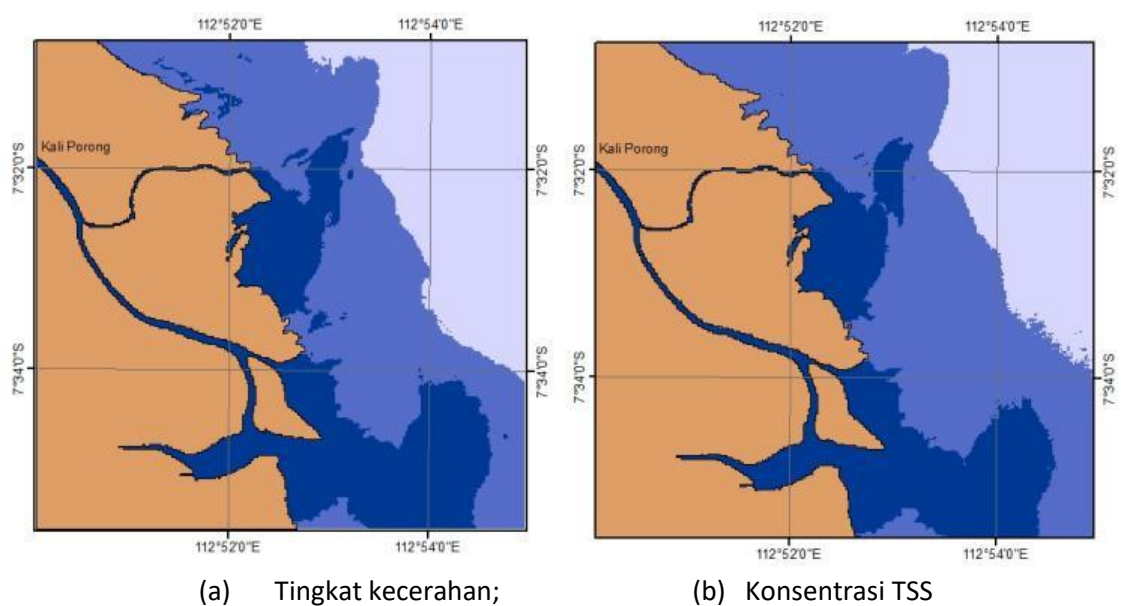 112°52'0"E 112°54'0"E 112°52'0"E 112°54'0"E
Kali Porong Kali Porong
7°32'0"S 7°32'0"S 7°32'0"S 7°32'0"S
7°34'0"S 7°34'0"S 7°34'0"S 7°34'0"S
112°52'0"E 112°54'0"E 112°52'0"E 112°54'0"E
(a) Tingkat kecerahan; (b) Konsentrasi TSS